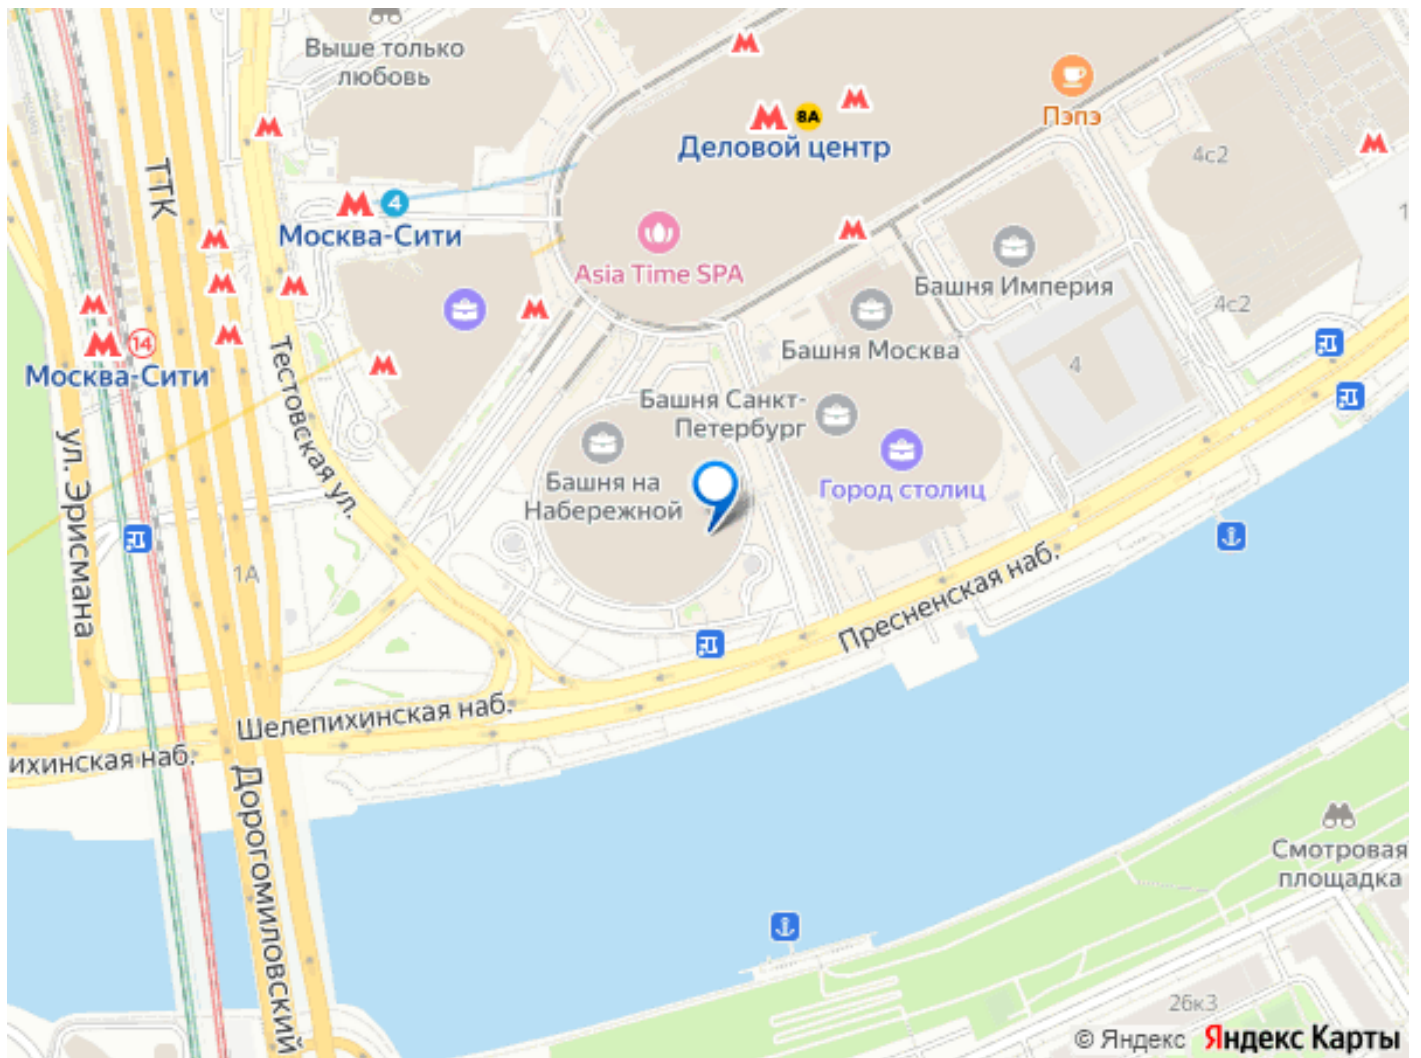 Выше только
любовь
Пэпэ
8А
Деловой центр
4с2
ТТК
4
Москва-Сити
Asia Time SPA
Башня Империя
4с2
14
Москва-Сити
Башня Москва
4
Тестовская ул.
Башня Санкт-
Петербург
ул. Эрисмана
Башня на
Набережной
Город столиц
1А
Пресненская наб.
Шелепихинская наб.
ихинская наб.
Дорогомиловский
Смотровая
площадка
26к3
© Яндекс Яндекс Карты